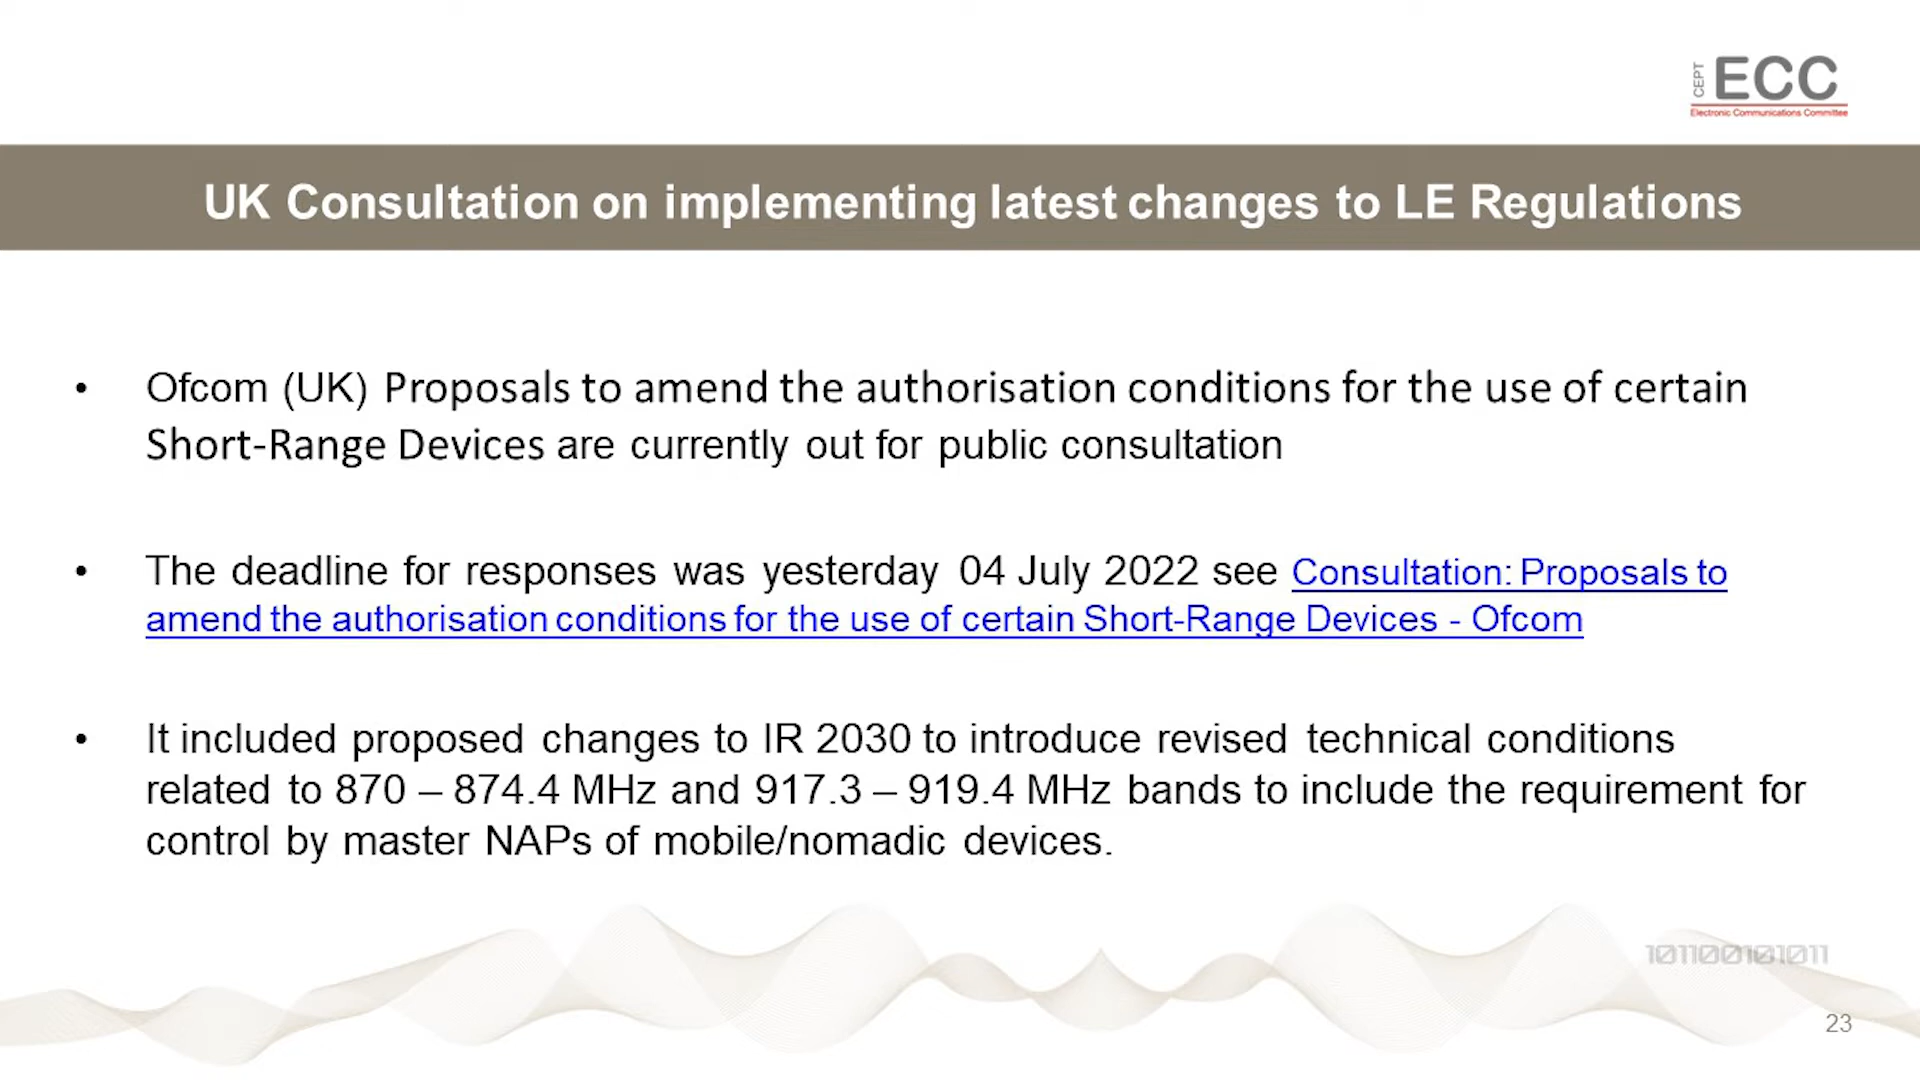 CEPT
ECC
Electronic Communications Committee
UK Consultation on implementing latest changes to LE Regulations
• Ofcom (UK) Proposals to amend the authorisation conditions for the use of certain
Short-Range Devices are currently out for public consultation
• The deadline for responses was yesterday 04 July 2022 see Consultation: Proposals to
amend the authorisation conditions for the use of certain Short-Range Devices - Ofcom
• It included proposed changes to IR 2030 to introduce revised technical conditions
related to 870 – 874.4 MHz and 917.3 – 919.4 MHz bands to include the requirement for
control by master NAPs of mobile/nomadic devices.
101100101011
23